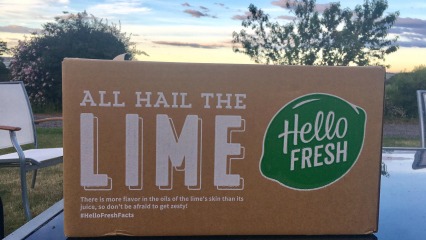 ALL HAIL THE
LIME
There is more flavor in the oils of the lime's skin than its
juice, so don't be afraid to get zesty!
#HelloFreshFacts
Hello
FRESH